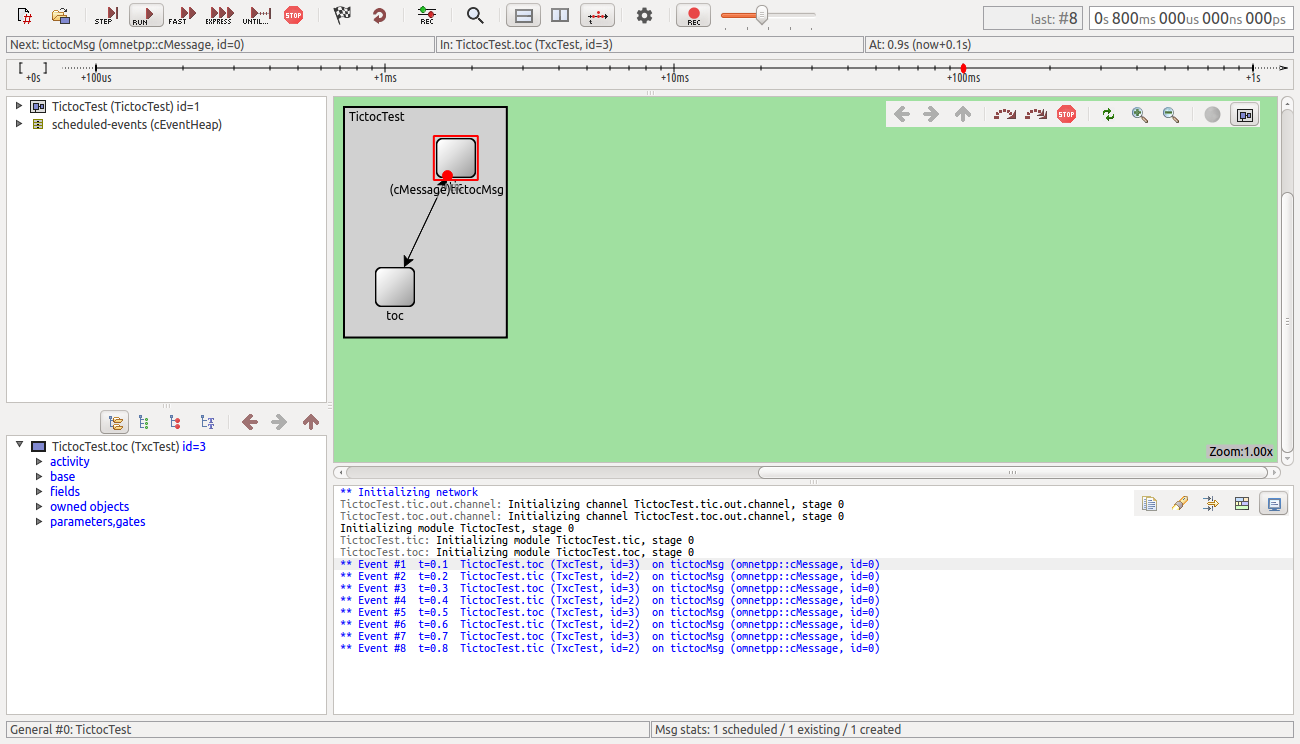 STEP RUN FAST EXPRESS UNTIL... STOP REC REC last: #8 0s 800ms 000us 000ns 000ps
Next: tictocMsg (omnetpp::cMessage, id=0) In: TictocTest.toc (TxcTest, id=3) At: 0.9s (now+0.1s)
[ ]
+0s +100us +1ms +10ms +100ms +1s
TictocTest (TictocTest) id=1
scheduled-events (cEventHeap)
TictocTest
STOP
(cMessage)tictocMsg
toc
Zoom:1.00x
TictocTest.toc (TxcTest) id=3
activity
base
fields
owned objects
parameters,gates
** Initializing network
TictocTest.tic.out.channel: Initializing channel TictocTest.tic.out.channel, stage 0
TictocTest.toc.out.channel: Initializing channel TictocTest.toc.out.channel, stage 0
Initializing module TictocTest, stage 0
TictocTest.tic: Initializing module TictocTest.tic, stage 0
TictocTest.toc: Initializing module TictocTest.toc, stage 0
** Event #1 t=0.1 TictocTest.toc (TxcTest, id=3) on tictocMsg (omnetpp::cMessage, id=0)
** Event #2 t=0.2 TictocTest.tic (TxcTest, id=2) on tictocMsg (omnetpp::cMessage, id=0)
** Event #3 t=0.3 TictocTest.toc (TxcTest, id=3) on tictocMsg (omnetpp::cMessage, id=0)
** Event #4 t=0.4 TictocTest.tic (TxcTest, id=2) on tictocMsg (omnetpp::cMessage, id=0)
** Event #5 t=0.5 TictocTest.toc (TxcTest, id=3) on tictocMsg (omnetpp::cMessage, id=0)
** Event #6 t=0.6 TictocTest.tic (TxcTest, id=2) on tictocMsg (omnetpp::cMessage, id=0)
** Event #7 t=0.7 TictocTest.toc (TxcTest, id=3) on tictocMsg (omnetpp::cMessage, id=0)
** Event #8 t=0.8 TictocTest.tic (TxcTest, id=2) on tictocMsg (omnetpp::cMessage, id=0)
General #0: TictocTest Msg stats: 1 scheduled / 1 existing / 1 created